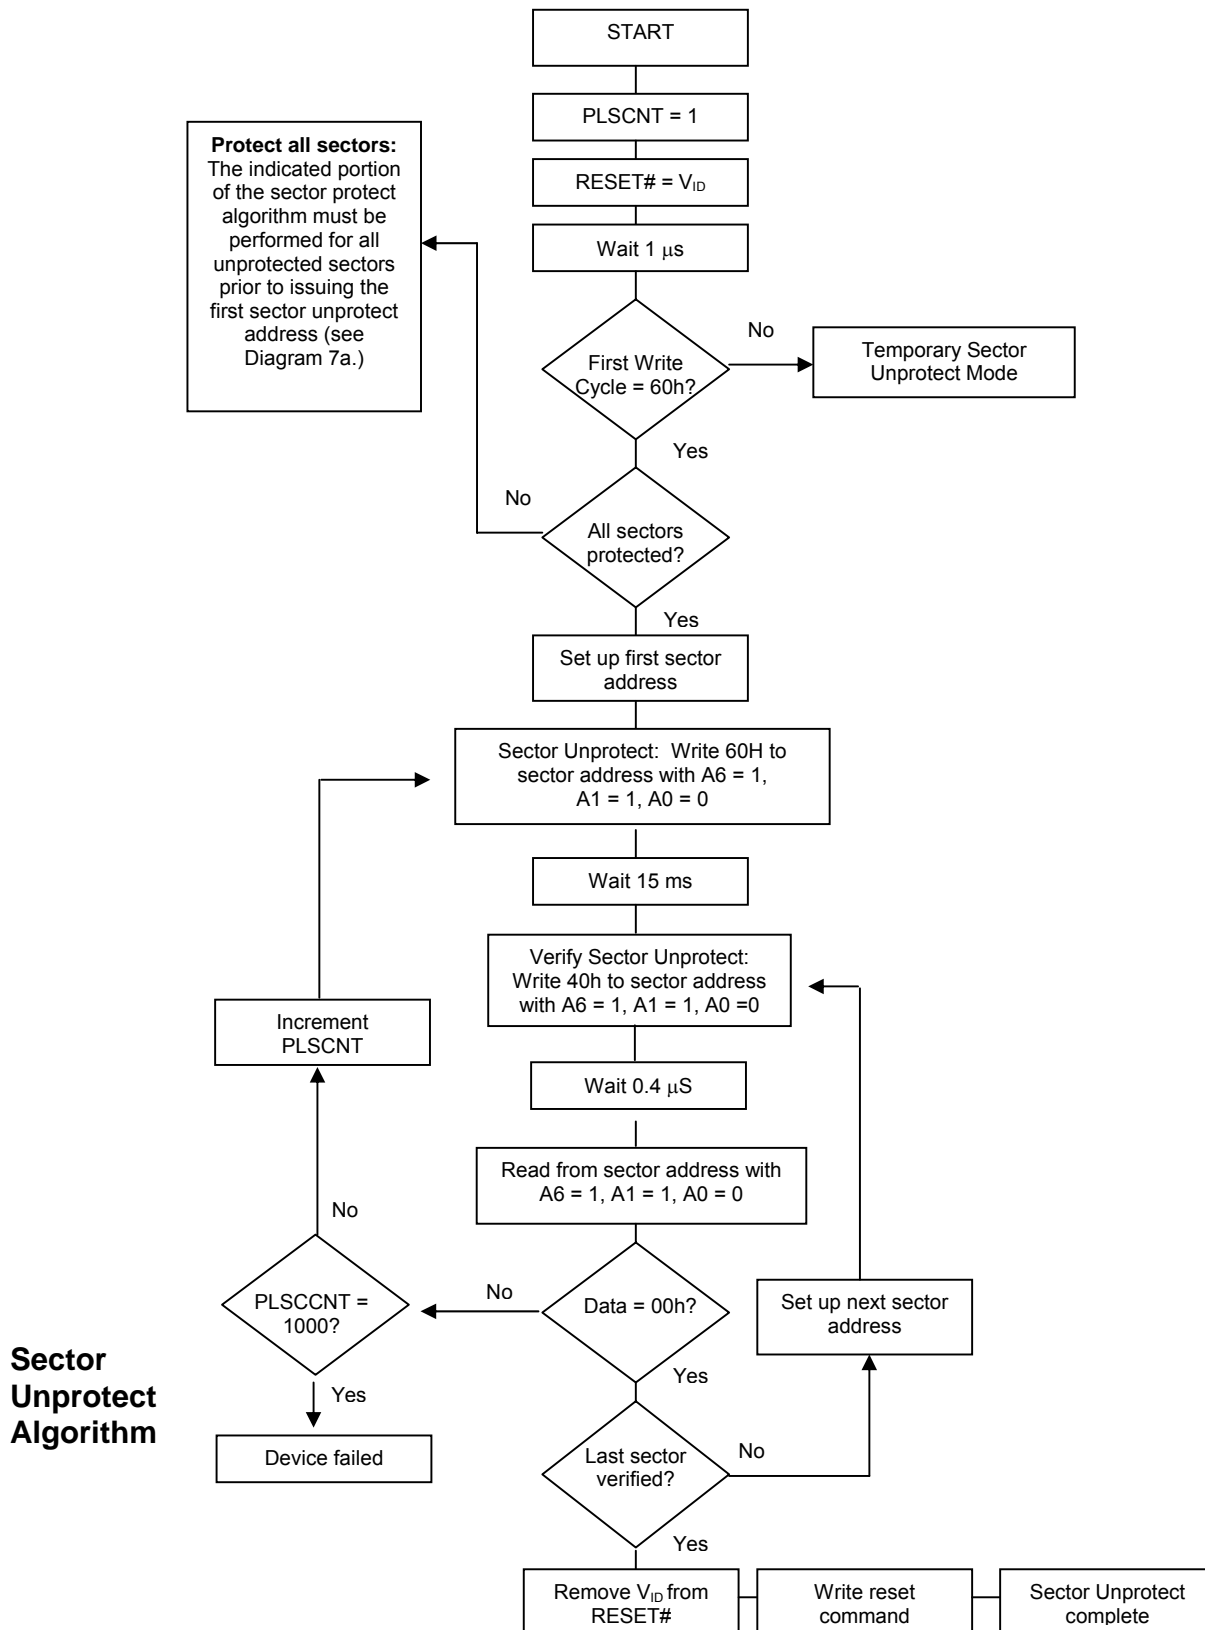 START
PLSCNT = 1
RESET# = VID
Wait 1 μs
Protect all sectors:
The indicated portion
of the sector protect
algorithm must be
performed for all
unprotected sectors
prior to issuing the
first sector unprotect
address (see
Diagram 7a.)
First Write
Cycle = 60h?
No
Temporary Sector
Unprotect Mode
Yes
No
All sectors
protected?
Yes
Set up first sector
address
Sector Unprotect: Write 60H to
sector address with A6 = 1,
A1 = 1, A0 = 0
Wait 15 ms
Verify Sector Unprotect:
Write 40h to sector address
with A6 = 1, A1 = 1, A0 =0
Increment
PLSCNT
Wait 0.4 μS
Read from sector address with
A6 = 1, A1 = 1, A0 = 0
No
PLSCCNT =
1000?
No
Data = 00h?
Set up next sector
address
Yes
Yes
Sector
Unprotect
Algorithm
Device failed
Last sector
verified?
No
Yes
Remove VID from
RESET#
Write reset
command
Sector Unprotect
complete